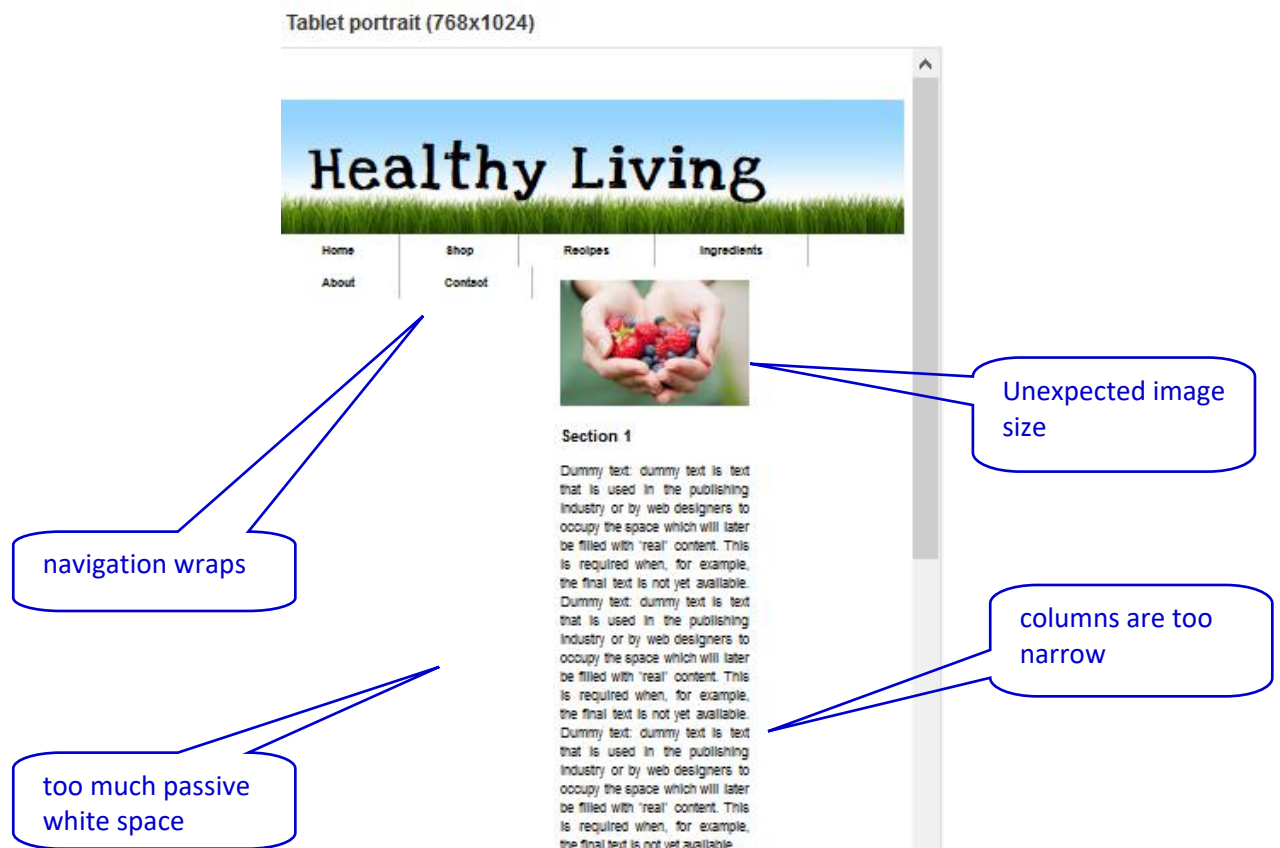 Tablet portrait (768x1024)
Healthy Living
Home Shop Recipes Ingredients
About Contact
Unexpected image
size
Section 1
Dummy text: dummy text is text
that is used in the publishing
industry or by web designers to
occupy the space which will later
be filled with 'real' content. This
is required when, for example,
the final text is not yet available.
Dummy text: dummy text is text
that is used in the publishing
industry or by web designers to
occupy the space which will later
be filled with 'real' content. This
is required when, for example,
the final text is not yet available.
Dummy text: dummy text is text
that is used in the publishing
industry or by web designers to
occupy the space which will later
be filled with 'real' content. This
is required when, for example,
the final text is not yet available.
navigation wraps
columns are too
narrow
too much passive
white space